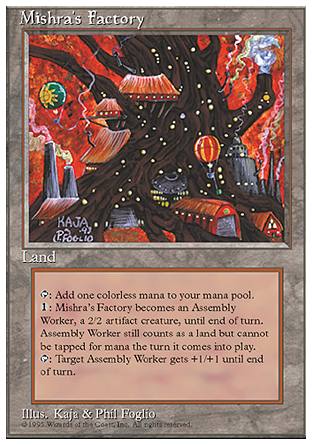 Mishra's Factory
KAJA
'93
& P.FOGLIO
Land
: Add one colorless mana to your mana pool.
1: Mishra's Factory becomes an Assembly
Worker, a 2/2 artifact creature, until end of turn.
Assembly Worker still counts as a land but cannot
be tapped for mana the turn it comes into play.
: Target Assembly Worker gets +1/+1 until end
of turn.
Illus. Kaja & Phil Foglio
© 1995 Wizards of the Coast, Inc. All rights reserved.